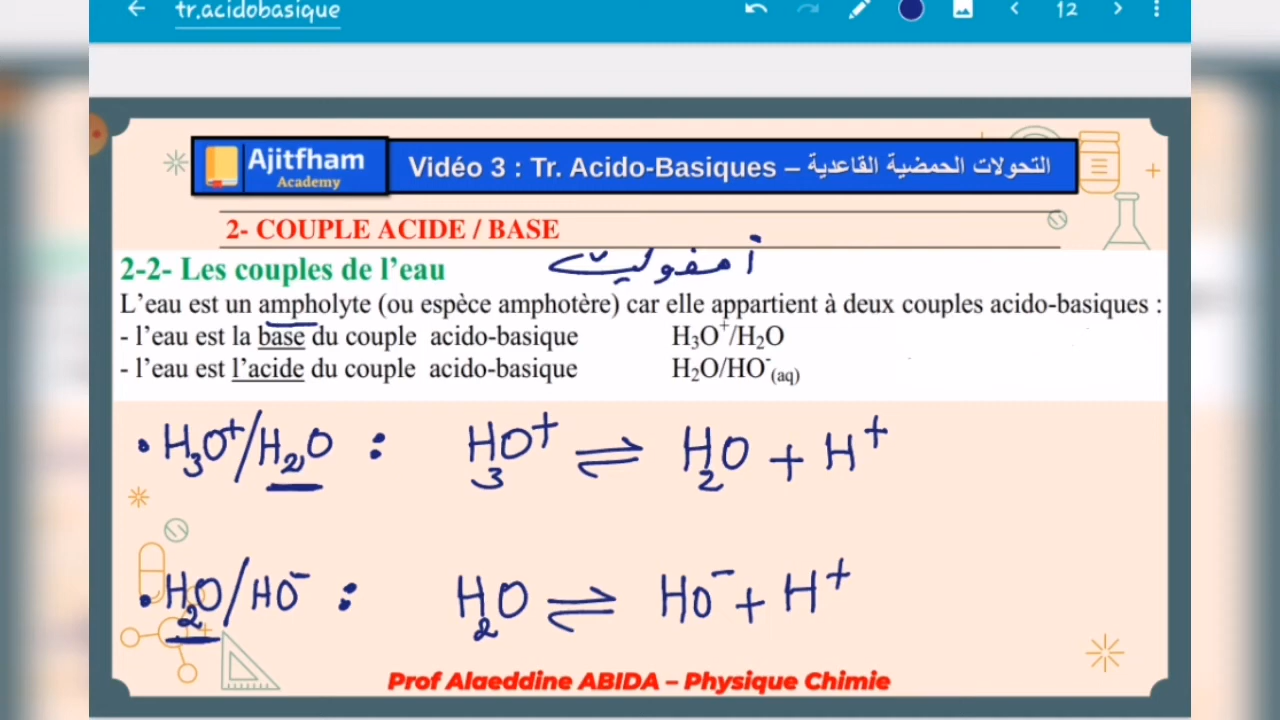 tr.acidobasique
12
Ajitfham
Academy
Vidéo 3 : Tr. Acido-Basiques – التحولات الحمضية القاعدية
2- COUPLE ACIDE / BASE
2-2- Les couples de l’eau
أمفوليت
L’eau est un ampholyte (ou espèce amphotère) car elle appartient à deux couples acido-basiques :
- l’eau est la base du couple acido-basique H₃O⁺/H₂O
- l’eau est l’acide du couple acido-basique H₂O/HO⁻(aq)
• H₃O⁺/H₂O : H₃O⁺ ⇌ H₂O + H⁺
• H₂O/HO⁻ : H₂O ⇌ HO⁻ + H⁺
Prof Alaeddine ABIDA – Physique Chimie